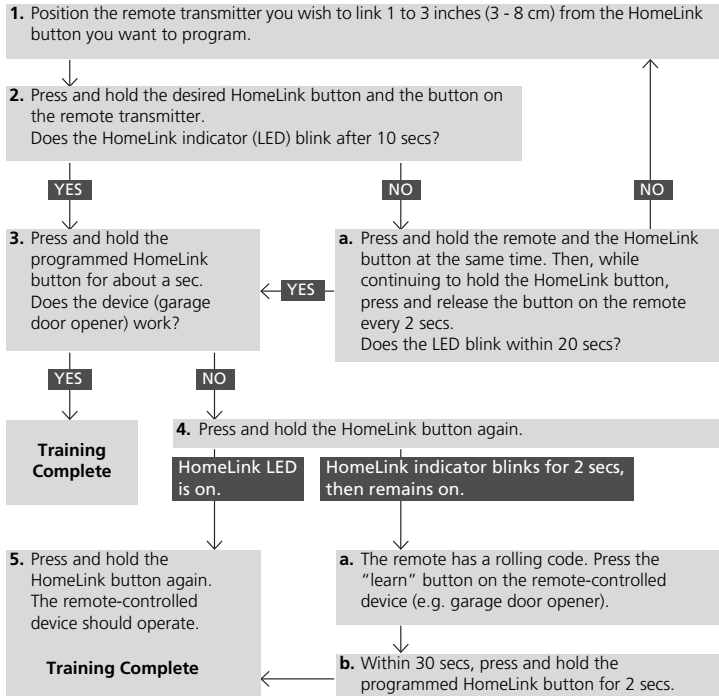 1. Position the remote transmitter you wish to link 1 to 3 inches (3 - 8 cm) from the HomeLink
button you want to program.
2. Press and hold the desired HomeLink button and the button on
the remote transmitter.
Does the HomeLink indicator (LED) blink after 10 secs?
YES
NO
NO
3. Press and hold the
programmed HomeLink
button for about a sec.
Does the device (garage
door opener) work?
YES
a. Press and hold the remote and the HomeLink
button at the same time. Then, while
continuing to hold the HomeLink button,
press and release the button on the remote
every 2 secs.
Does the LED blink within 20 secs?
YES
NO
Training
Complete
4. Press and hold the HomeLink button again.
HomeLink LED
is on.
HomeLink indicator blinks for 2 secs,
then remains on.
5. Press and hold the
HomeLink button again.
The remote-controlled
device should operate.
Training Complete
a. The remote has a rolling code. Press the
“learn” button on the remote-controlled
device (e.g. garage door opener).
b. Within 30 secs, press and hold the
programmed HomeLink button for 2 secs.